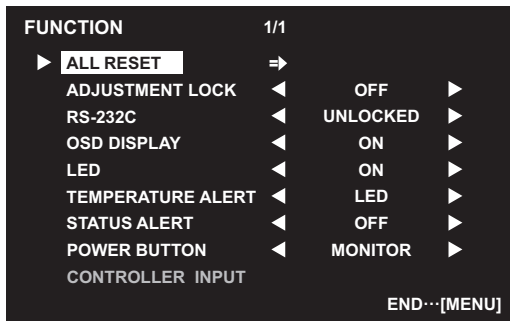 FUNCTION 1/1
ALL RESET
ADJUSTMENT LOCK OFF
RS-232C UNLOCKED
OSD DISPLAY ON
LED ON
TEMPERATURE ALERT LED
STATUS ALERT OFF
POWER BUTTON MONITOR
CONTROLLER INPUT
END···[MENU]